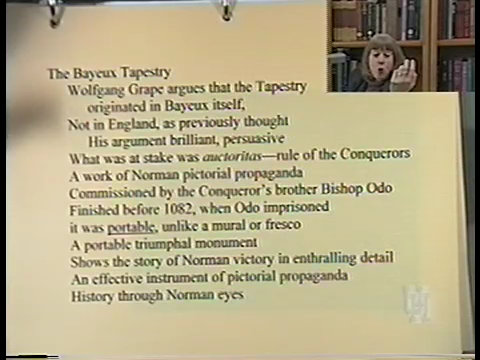 The Bayeux Tapestry
Wolfgang Grape argues that the Tapestry
originated in Bayeux itself,
Not in England, as previously thought
His argument brilliant, persuasive
What was at stake was auctoritas—rule of the Conquerors
A work of Norman pictorial propaganda
Commissioned by the Conqueror's brother Bishop Odo
Finished before 1082, when Odo imprisoned
it was portable, unlike a mural or fresco
A portable triumphal monument
Shows the story of Norman victory in enthralling detail
An effective instrument of pictorial propaganda
History through Norman eyes